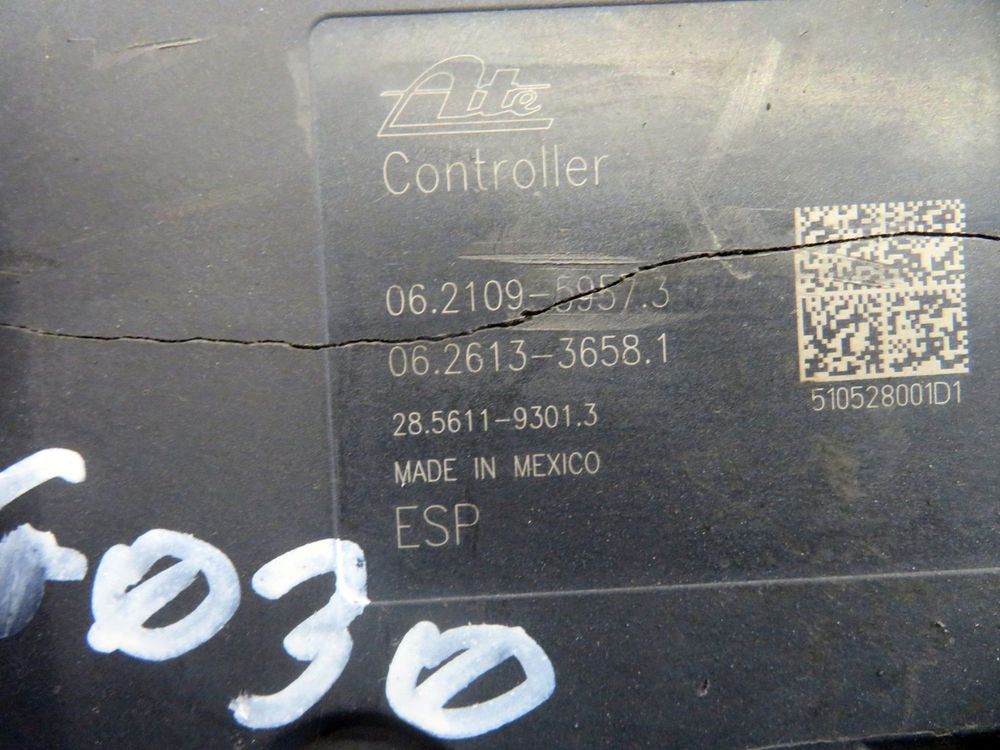 Ate
Controller
06.2109-5957.3
06.2613-3658.1
28.5611-9301.3
MADE IN MEXICO
ESP
510528001D1
030